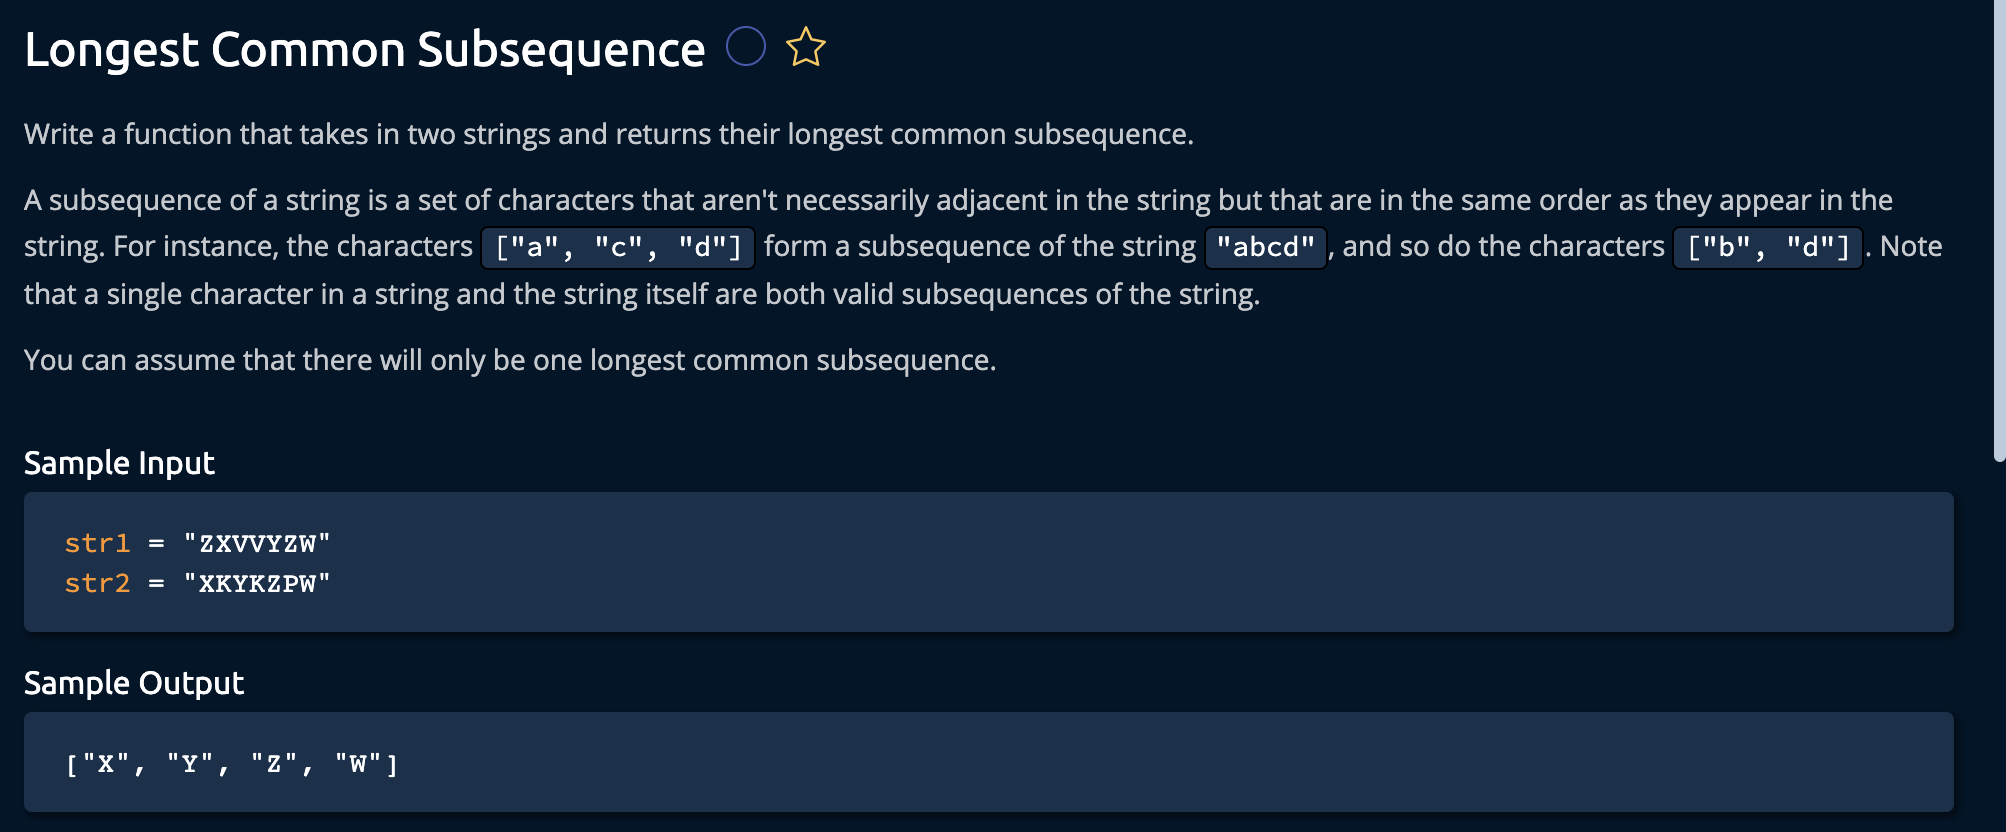 Longest Common Subsequence
Write a function that takes in two strings and returns their longest common subsequence.
A subsequence of a string is a set of characters that aren't necessarily adjacent in the string but that are in the same order as they appear in the
string. For instance, the characters ["a", "c", "d"] form a subsequence of the string "abcd", and so do the characters ["b", "d"]. Note
that a single character in a string and the string itself are both valid subsequences of the string.
You can assume that there will only be one longest common subsequence.
Sample Input
str1 = "ZXVVYZW"
str2 = "XKYKZPW"
Sample Output
["X", "Y", "Z", "W"]